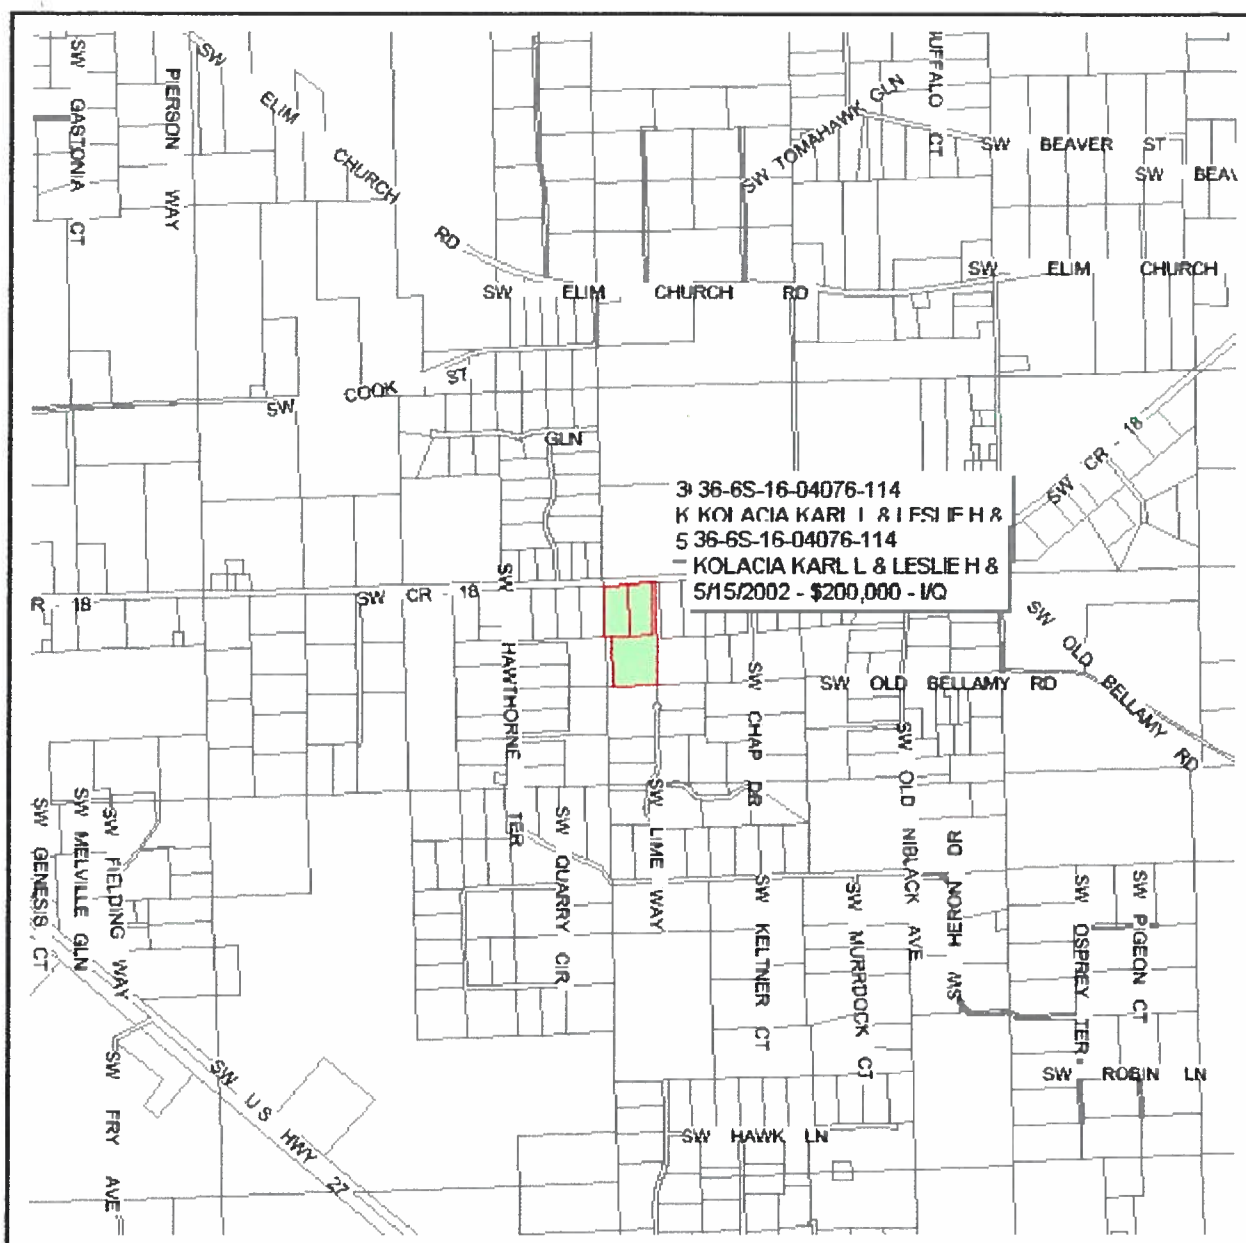 SW GASTONIA CT
PIERSON WAY
SW ELIM CHURCH RD
SW ELIM CHURCH RD
SW TOMAHAWK GLN
CT
SW BEAVER ST
SW
SW ELIM CHURCH
SW COOK ST
GLN
SW CR - 18
36-6S-16-04076-114
KOLACIA KARL L & LESLIE H &
5 36-6S-16-04076-114
KOLACIA KARL L & LESLIE H &
5/15/2002 - $200,000 - I/Q
R - 18
SW CR - 18
SW HAWTHORNE TER
SW OLD BELLAMY RD
SW OLD BELLAMY RD
SW CHAP DR
SW LIME WAY
SW OLD NIBLACK AVE
SW HERON DR
SW GENESIS CT
SW MELVILLE GLN
SW FIELDING WAY
SW QUARRY CIR
SW KELTNER CT
SW MURRDOCK CT
SW OSPREY TER
SW PIGEON CT
SW ROBIN LN
SW FRY AVE
SW US HWY 27
SW HAWK LN